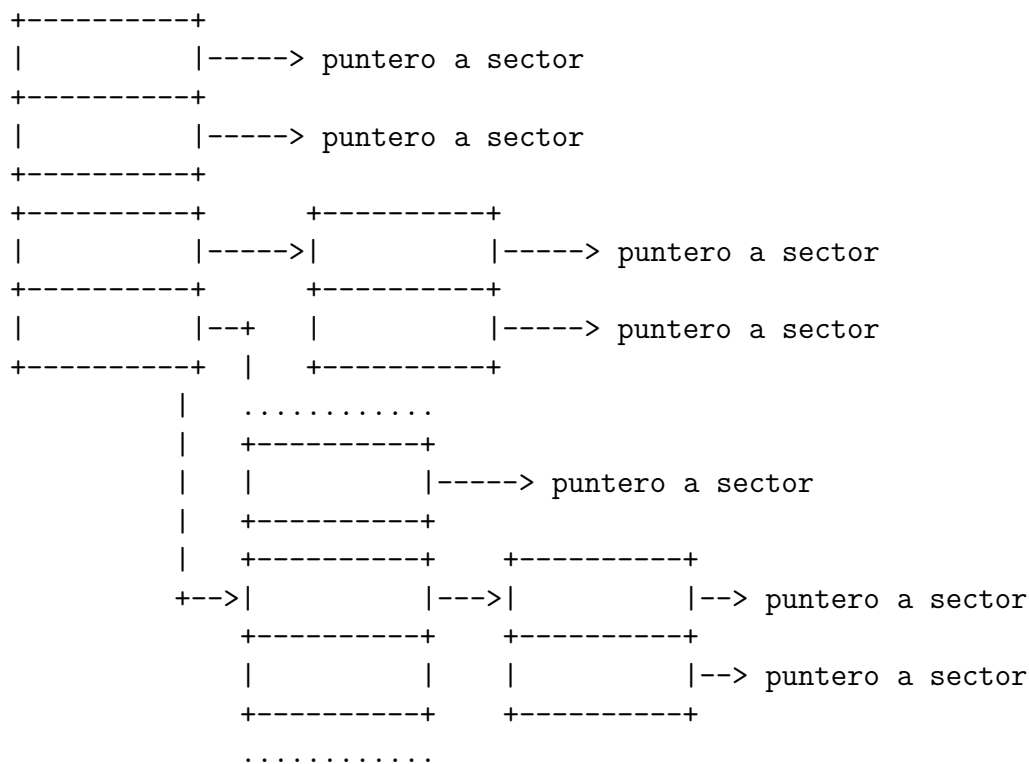 +----------+
|          |-----> puntero a sector
+----------+
|          |-----> puntero a sector
+----------+
+----------+      +----------+
|          |----->|          |-----> puntero a sector
+----------+      +----------+
|          |--+   |          |-----> puntero a sector
+----------+  |   +----------+
          |   ............
          |   +----------+
          |   |          |-----> puntero a sector
          |   +----------+
          |   +----------+    +----------+
          +-->|          |--->|          |--> puntero a sector
              +----------+    +----------+
              |          |    |          |--> puntero a sector
              +----------+    +----------+
              ............